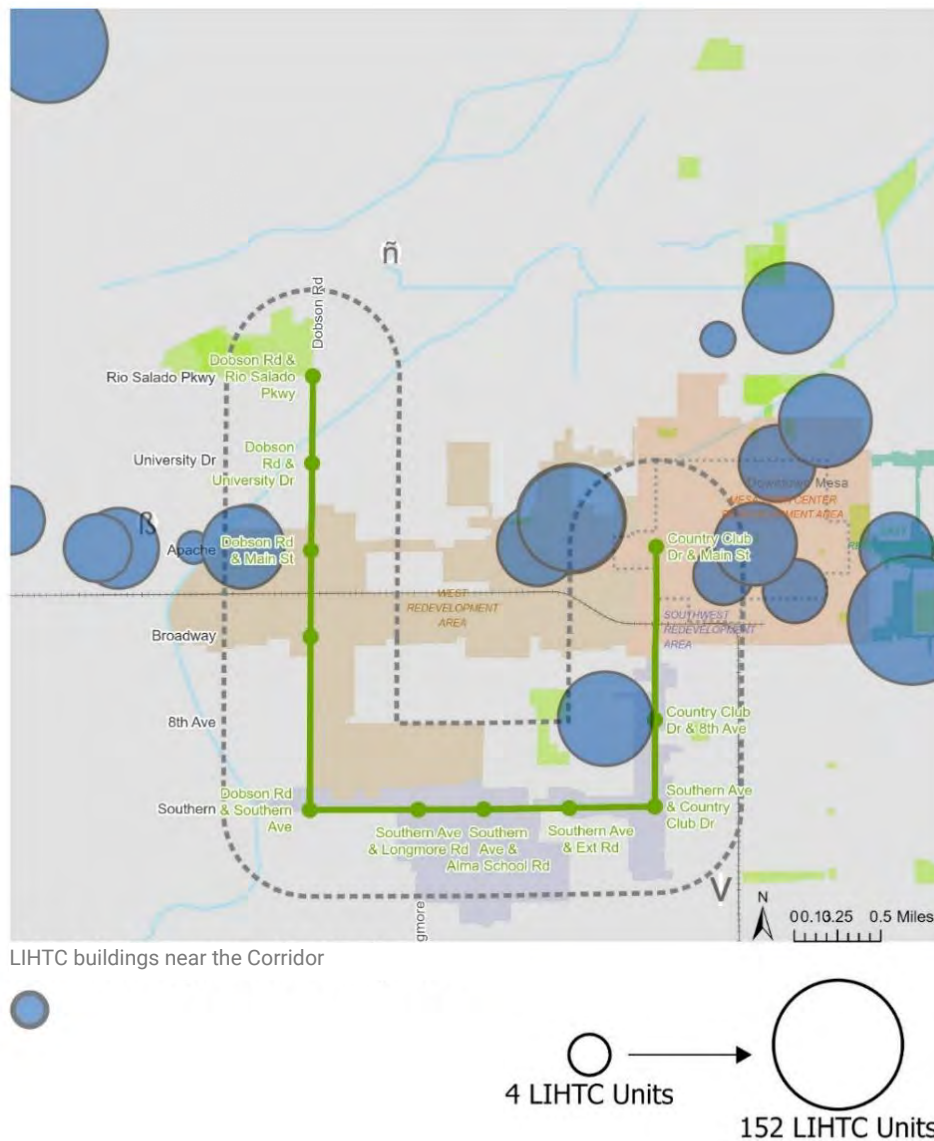 ñ
Dobson Rd
Rio Salado Pkwy
Dobson Rd &
Rio Salado
Pkwy
University Dr
Dobson
Rd &
University Dr
ß
Apache
Dobson Rd
& Main St
Downtown Mesa
Country Club
Dr & Main St
WEST
REDEVELOPMENT
AREA
SOUTHWEST
REDEVELOPMENT
AREA
Broadway
8th Ave
Country Club
Dr & 8th Ave
Southern
Dobson Rd
& Southern
Ave
Southern Ave
& Longmore Rd
Southern
Ave &
Alma School Rd
Southern Ave
& Ext Rd
Southern Ave
& Country
Club Dr
gmore
V
N
0.5 Miles
LIHTC buildings near the Corridor
4 LIHTC Units
152 LIHTC Units